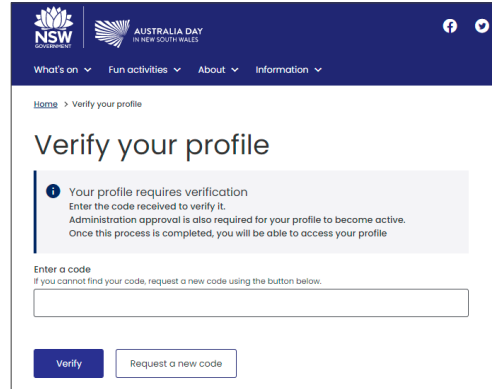 NSW
GOVERNMENT
AUSTRALIA DAY
IN NEW SOUTH WALES
What's on Fun activities About Information
Home > Verify your profile
Verify your profile
Your profile requires verification
Enter the code received to verify it.
Administration approval is also required for your profile to become active.
Once this process is completed, you will be able to access your profile
Enter a code
If you cannot find your code, request a new code using the button below.
Verify Request a new code